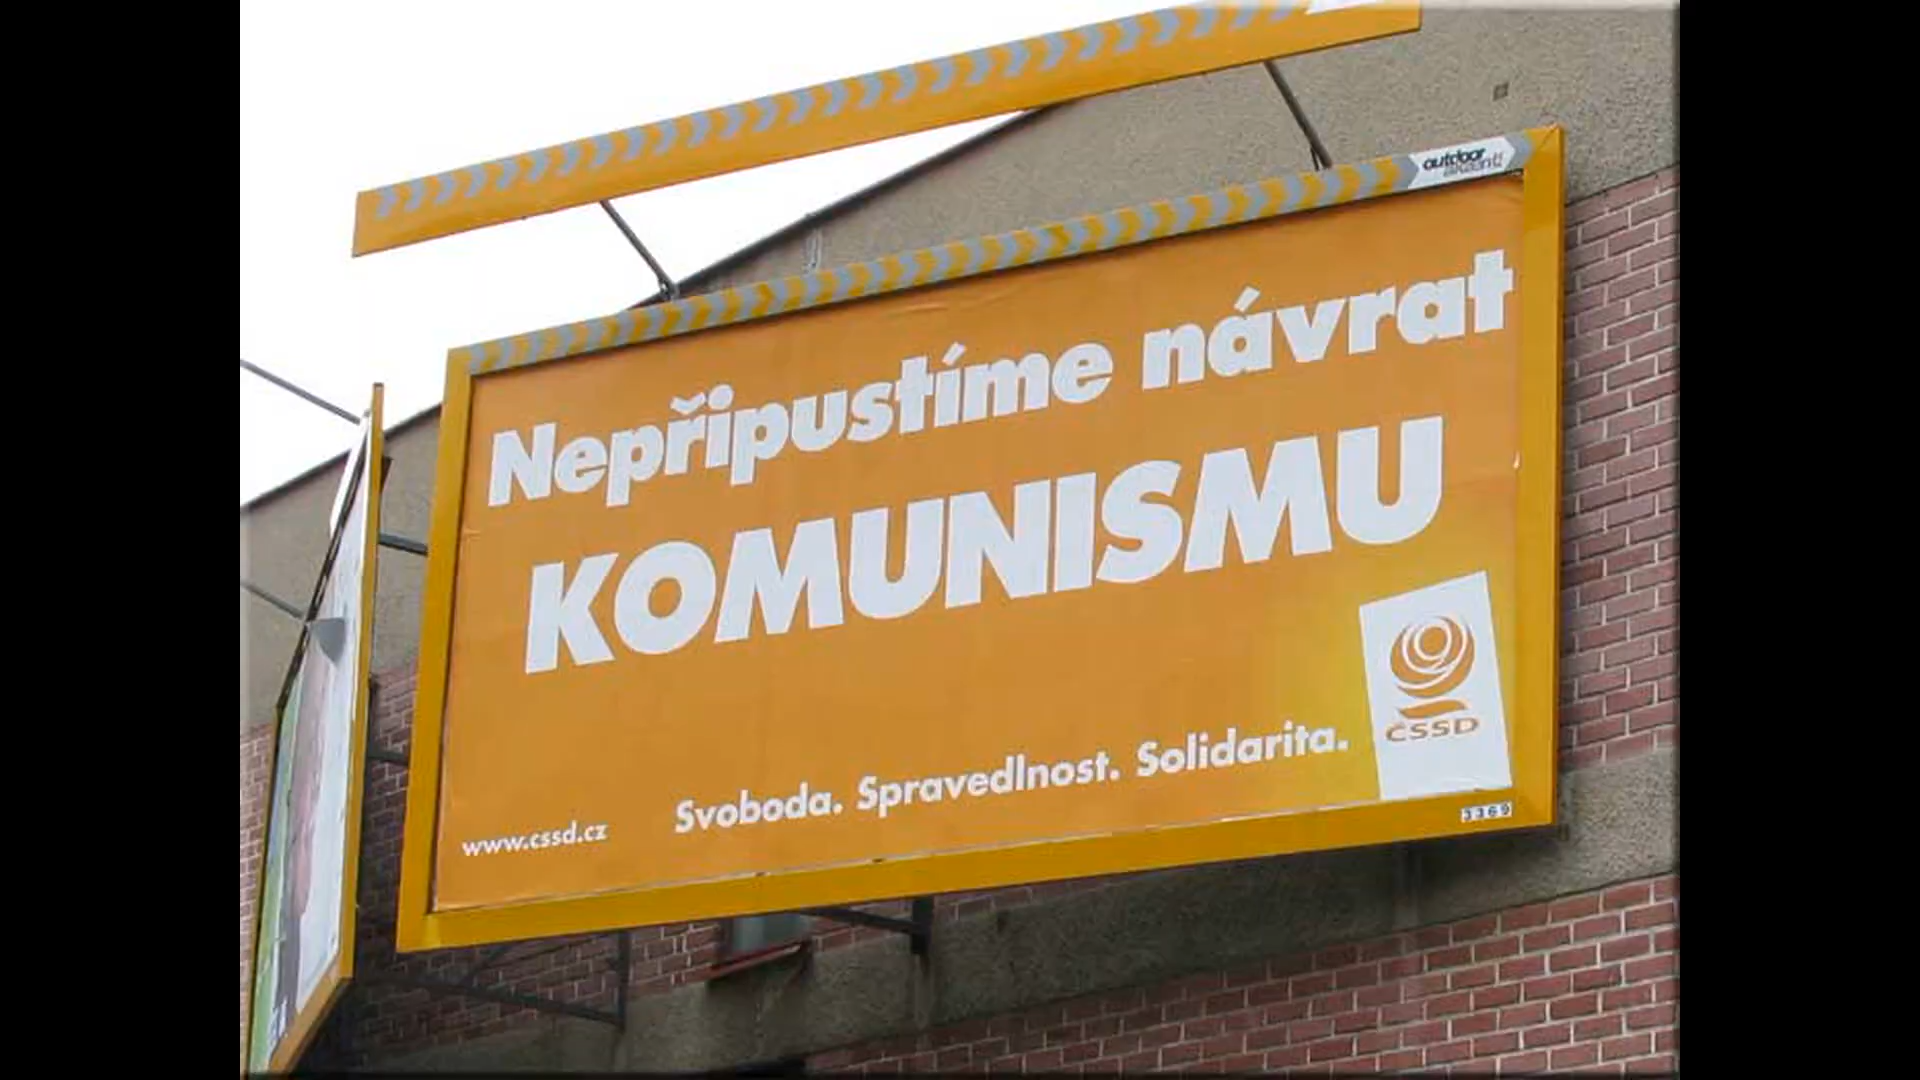 outdoor
akzent!
Nepřipustíme návrat
KOMUNISMU
ČSSD
Svoboda. Spravedlnost. Solidarita.
www.cssd.cz
3369